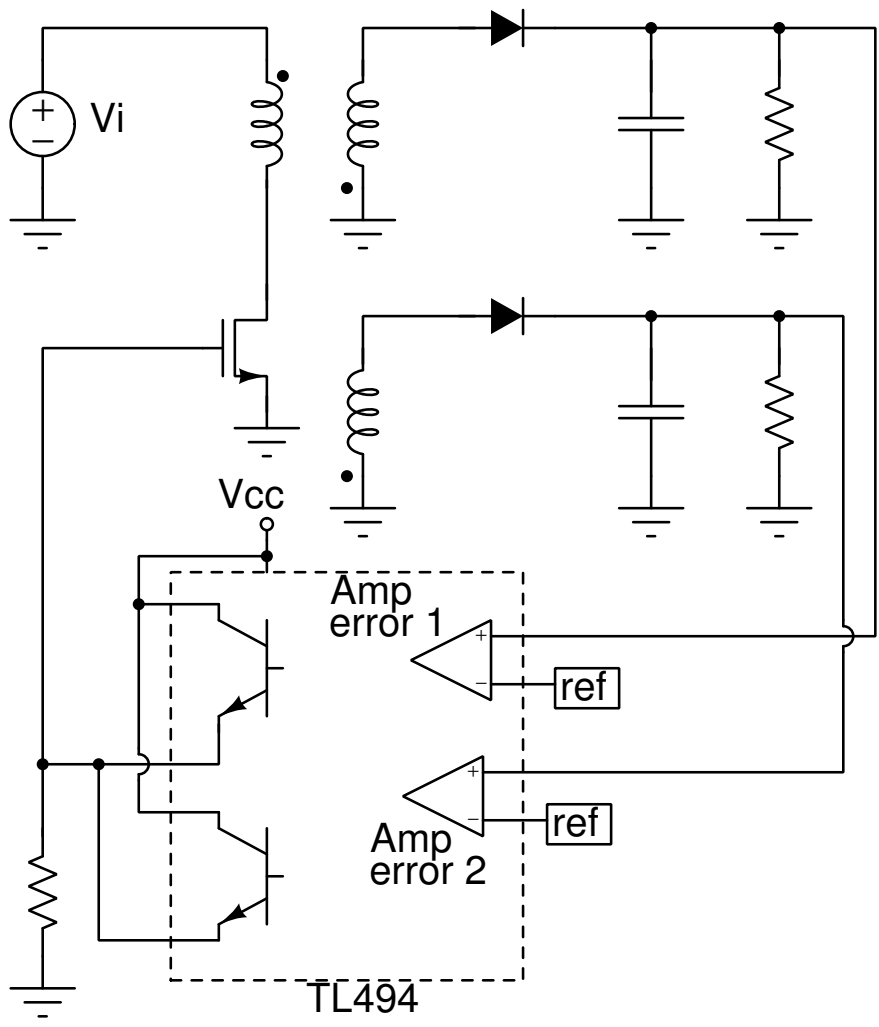 Vi
Vcc
Amp
error 1
+
−
ref
+
−
ref
Amp
error 2
TL494